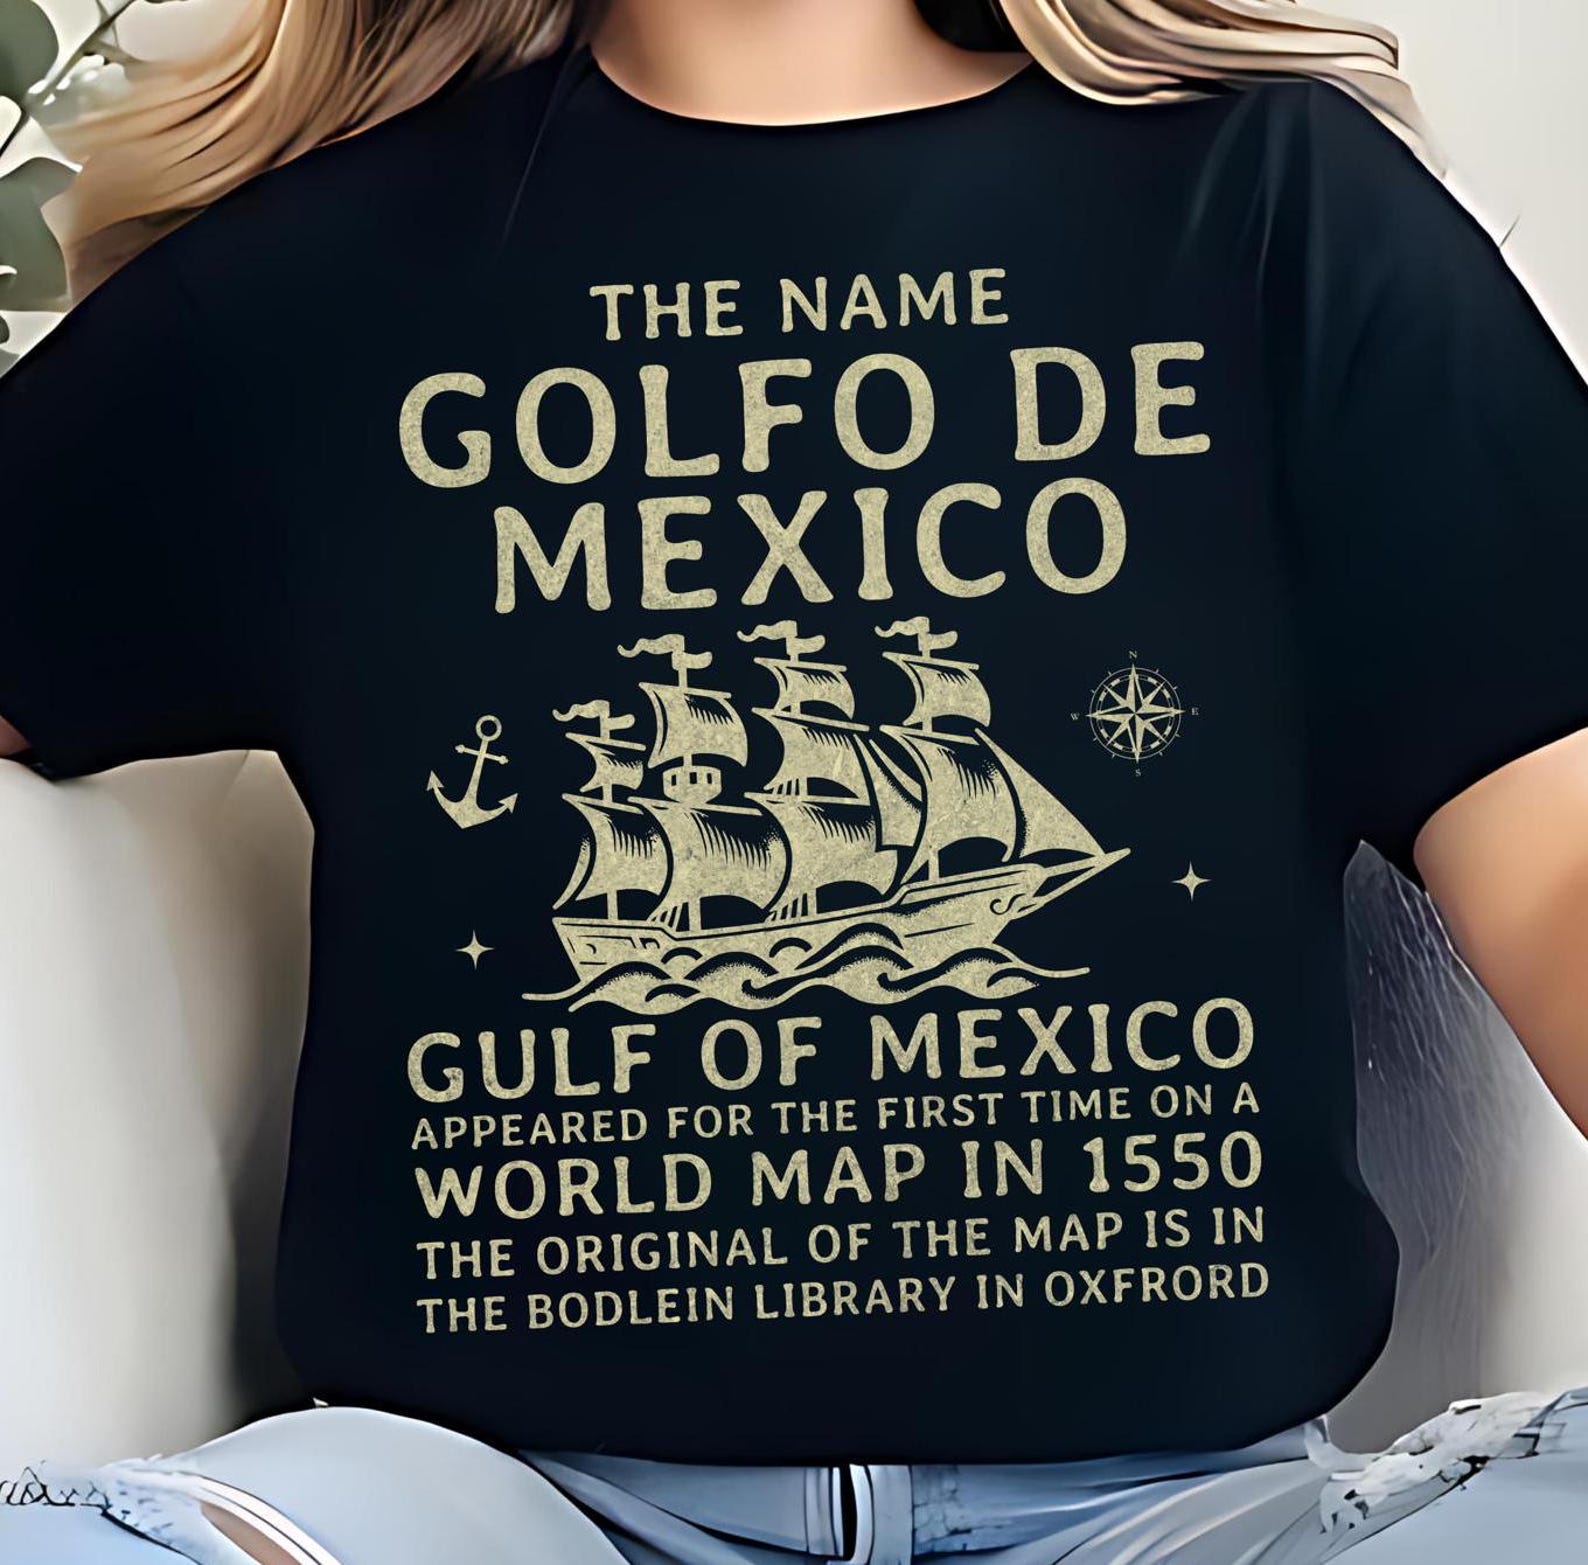 THE NAME
GOLFO DE
MEXICO
N
W E
S
GULF OF MEXICO
APPEARED FOR THE FIRST TIME ON A
WORLD MAP IN 1550
THE ORIGINAL OF THE MAP IS IN
THE BODLEIN LIBRARY IN OXFRORD